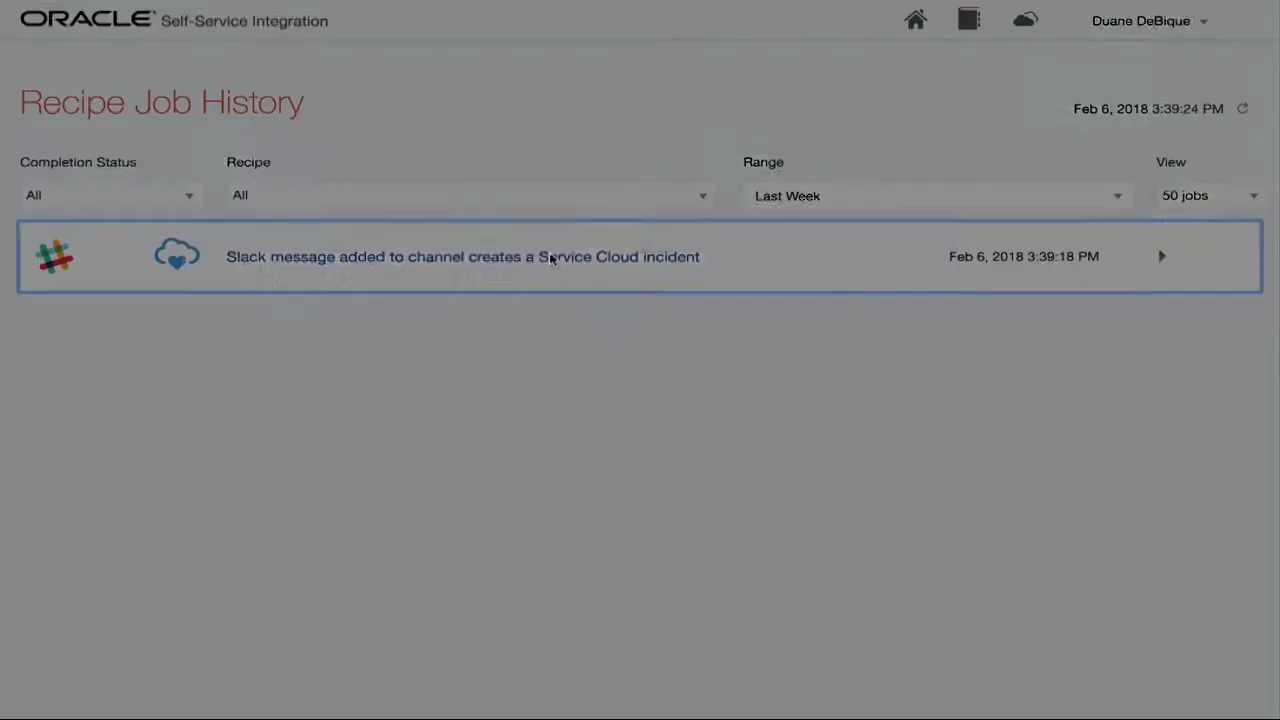 ORACLE® Self-Service Integration
Duane DeBique
Recipe Job History
Feb 6, 2018 3:39:24 PM
Completion Status
Recipe
Range
View
All
All
Last Week
50 jobs
Slack message added to channel creates a Service Cloud incident
Feb 6, 2018 3:39:18 PM